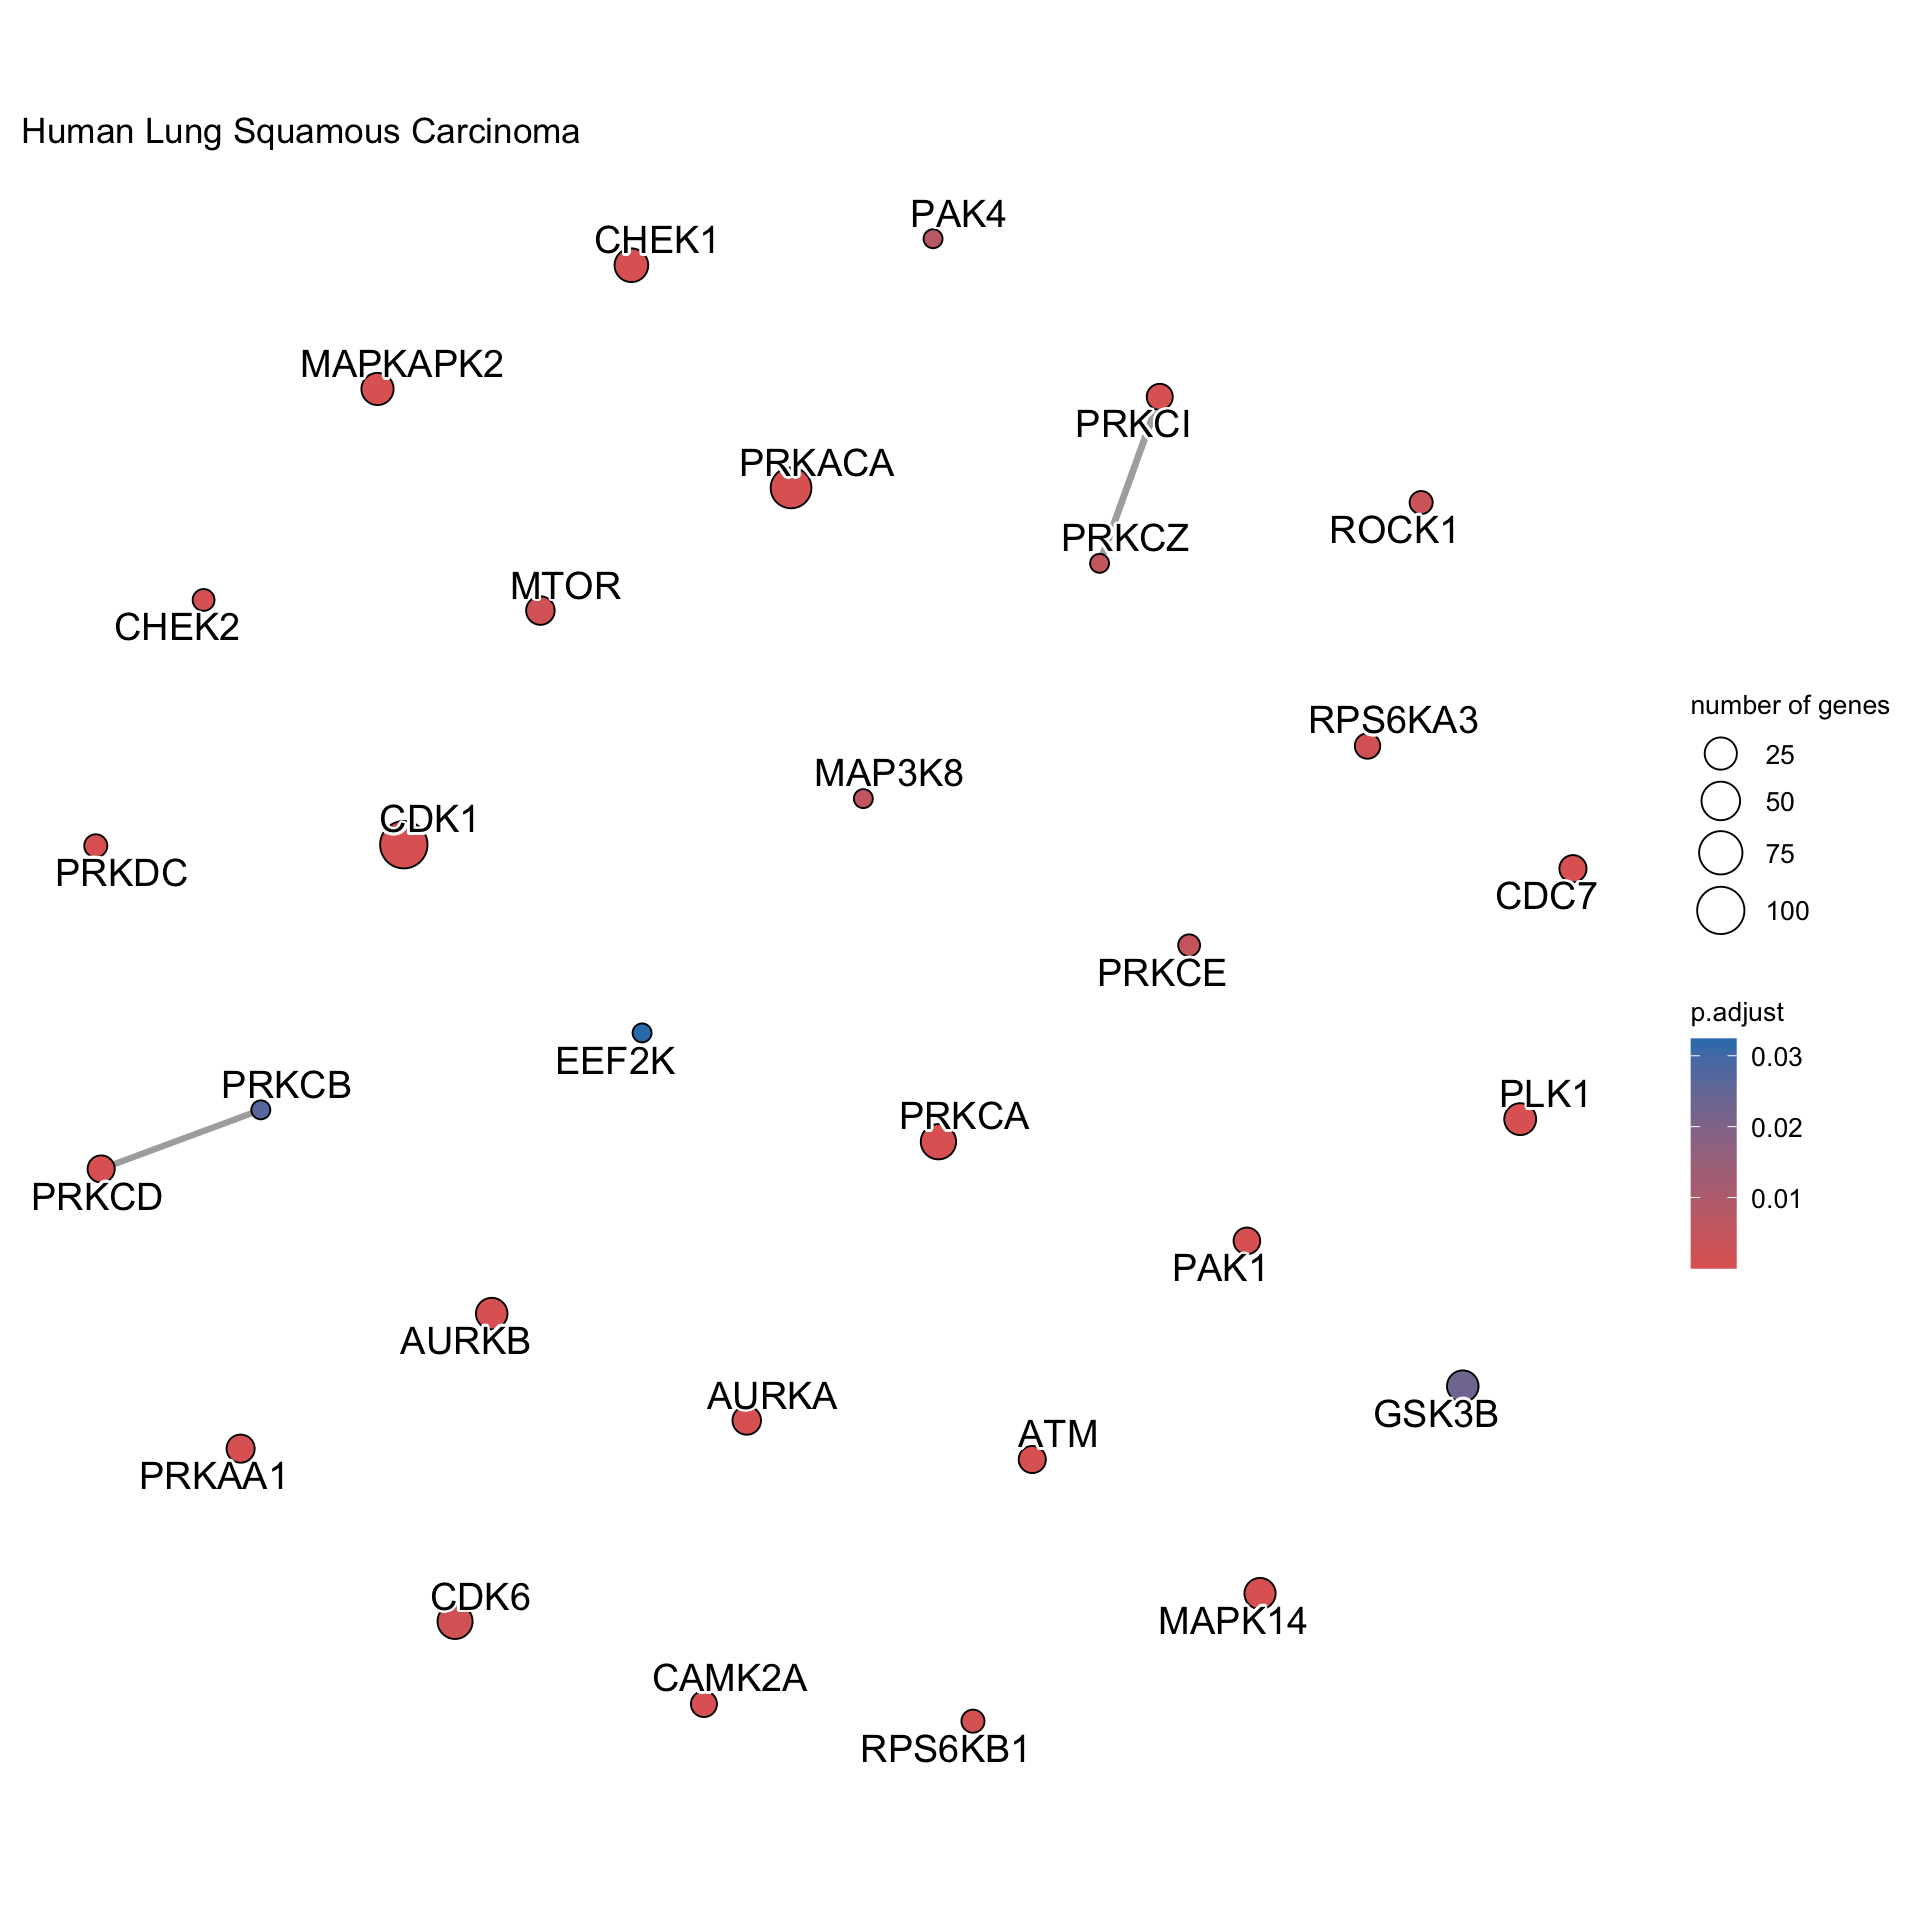 Human Lung Squamous Carcinoma
PAK4
CHEK1
MAPKAPK2
PRKCI
PRKACA
ROCK1
PRKCZ
MTOR
CHEK2
RPS6KA3
MAP3K8
CDK1
PRKDC
CDC7
PRKCE
EEF2K
PRKCB
PLK1
PRKCA
PRKCD
PAK1
AURKB
AURKA
GSK3B
ATM
PRKAA1
CDK6
MAPK14
CAMK2A
RPS6KB1
number of genes
25
50
75
100
p.adjust
0.03
0.02
0.01